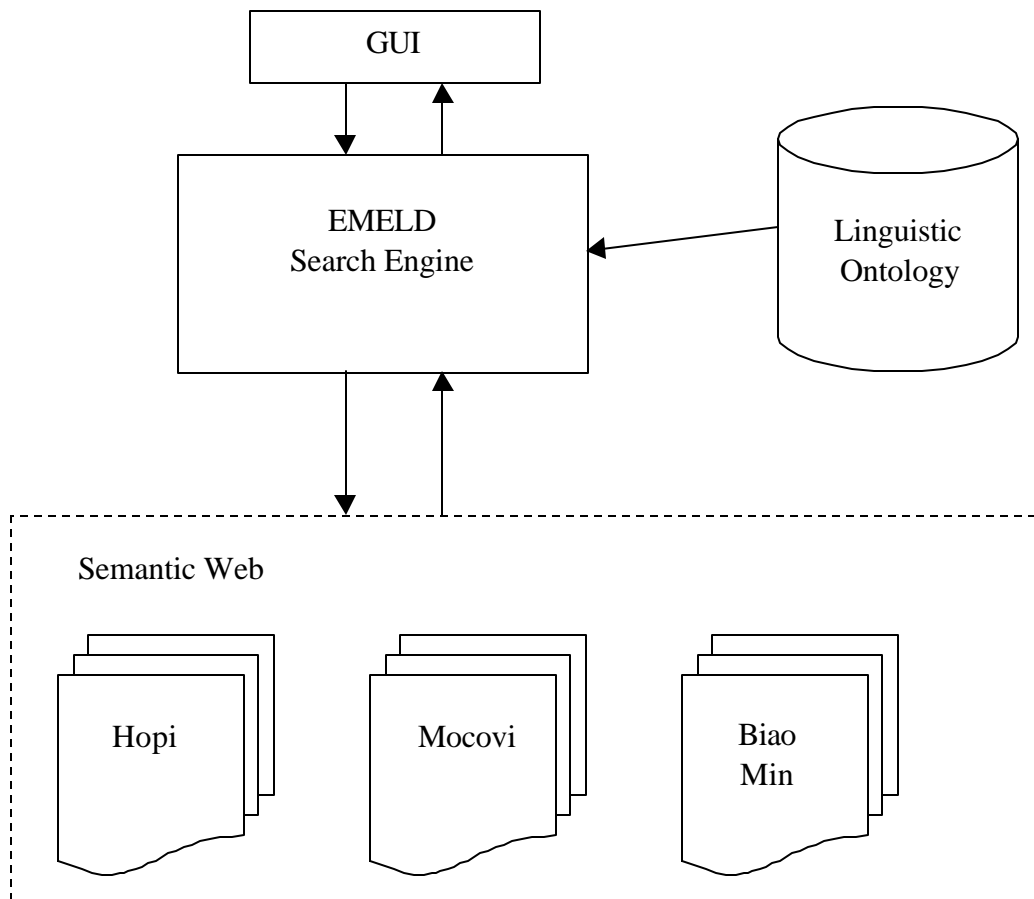 GUI
EMELD
Search Engine
Linguistic
Ontology
Semantic Web
Hopi
Mocovi
Biao
Min